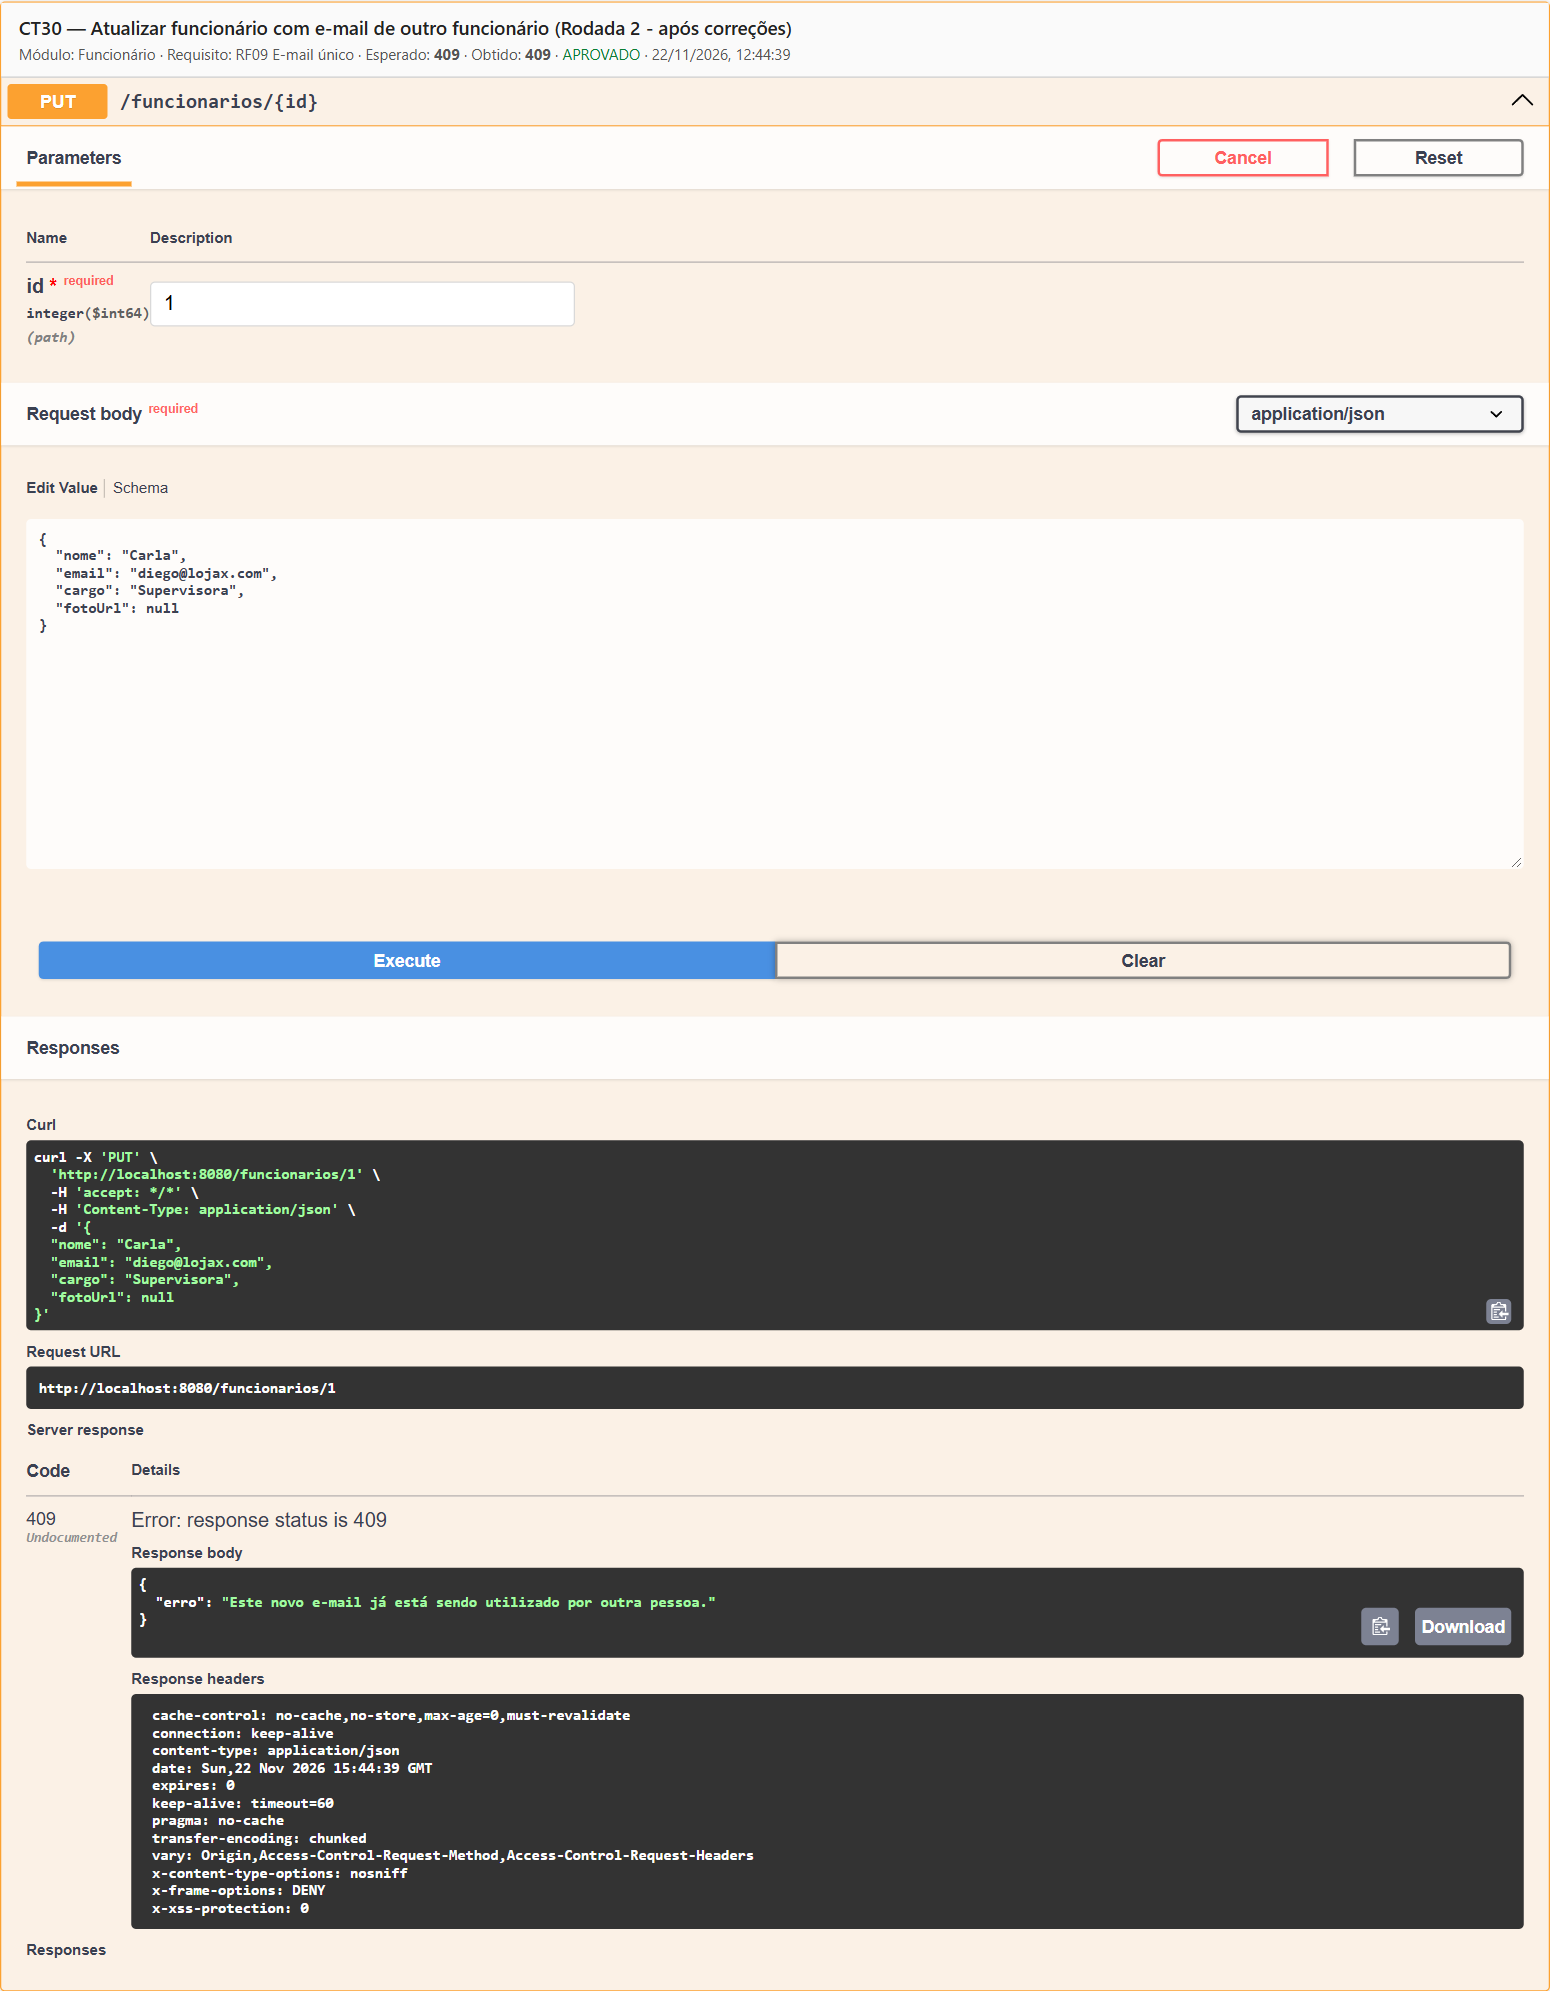 CT30 — Atualizar funcionário com e-mail de outro funcionário (Rodada 2 - após correções)
Módulo: Funcionário · Requisito: RF09 E-mail único · Esperado: 409 · Obtido: 409 · APROVADO · 22/11/2026, 12:44:39
PUT /funcionarios/{id}
Parameters
Cancel
Reset
Name Description
id * required
integer($int64)
(path)
1
Request body required
application/json
Edit Value | Schema
{
  "nome": "Carla",
  "email": "diego@lojax.com",
  "cargo": "Supervisora",
  "fotoUrl": null
}
Execute
Clear
Responses
Curl
curl -X 'PUT' \
  'http://localhost:8080/funcionarios/1' \
  -H 'accept: */*' \
  -H 'Content-Type: application/json' \
  -d '{
  "nome": "Carla",
  "email": "diego@lojax.com",
  "cargo": "Supervisora",
  "fotoUrl": null
}'
Request URL
http://localhost:8080/funcionarios/1
Server response
Code Details
409
Undocumented
Error: response status is 409
Response body
{
  "erro": "Este novo e-mail já está sendo utilizado por outra pessoa."
}
Download
Response headers
cache-control: no-cache,no-store,max-age=0,must-revalidate
connection: keep-alive
content-type: application/json
date: Sun,22 Nov 2026 15:44:39 GMT
expires: 0
keep-alive: timeout=60
pragma: no-cache
transfer-encoding: chunked
vary: Origin,Access-Control-Request-Method,Access-Control-Request-Headers
x-content-type-options: nosniff
x-frame-options: DENY
x-xss-protection: 0
Responses